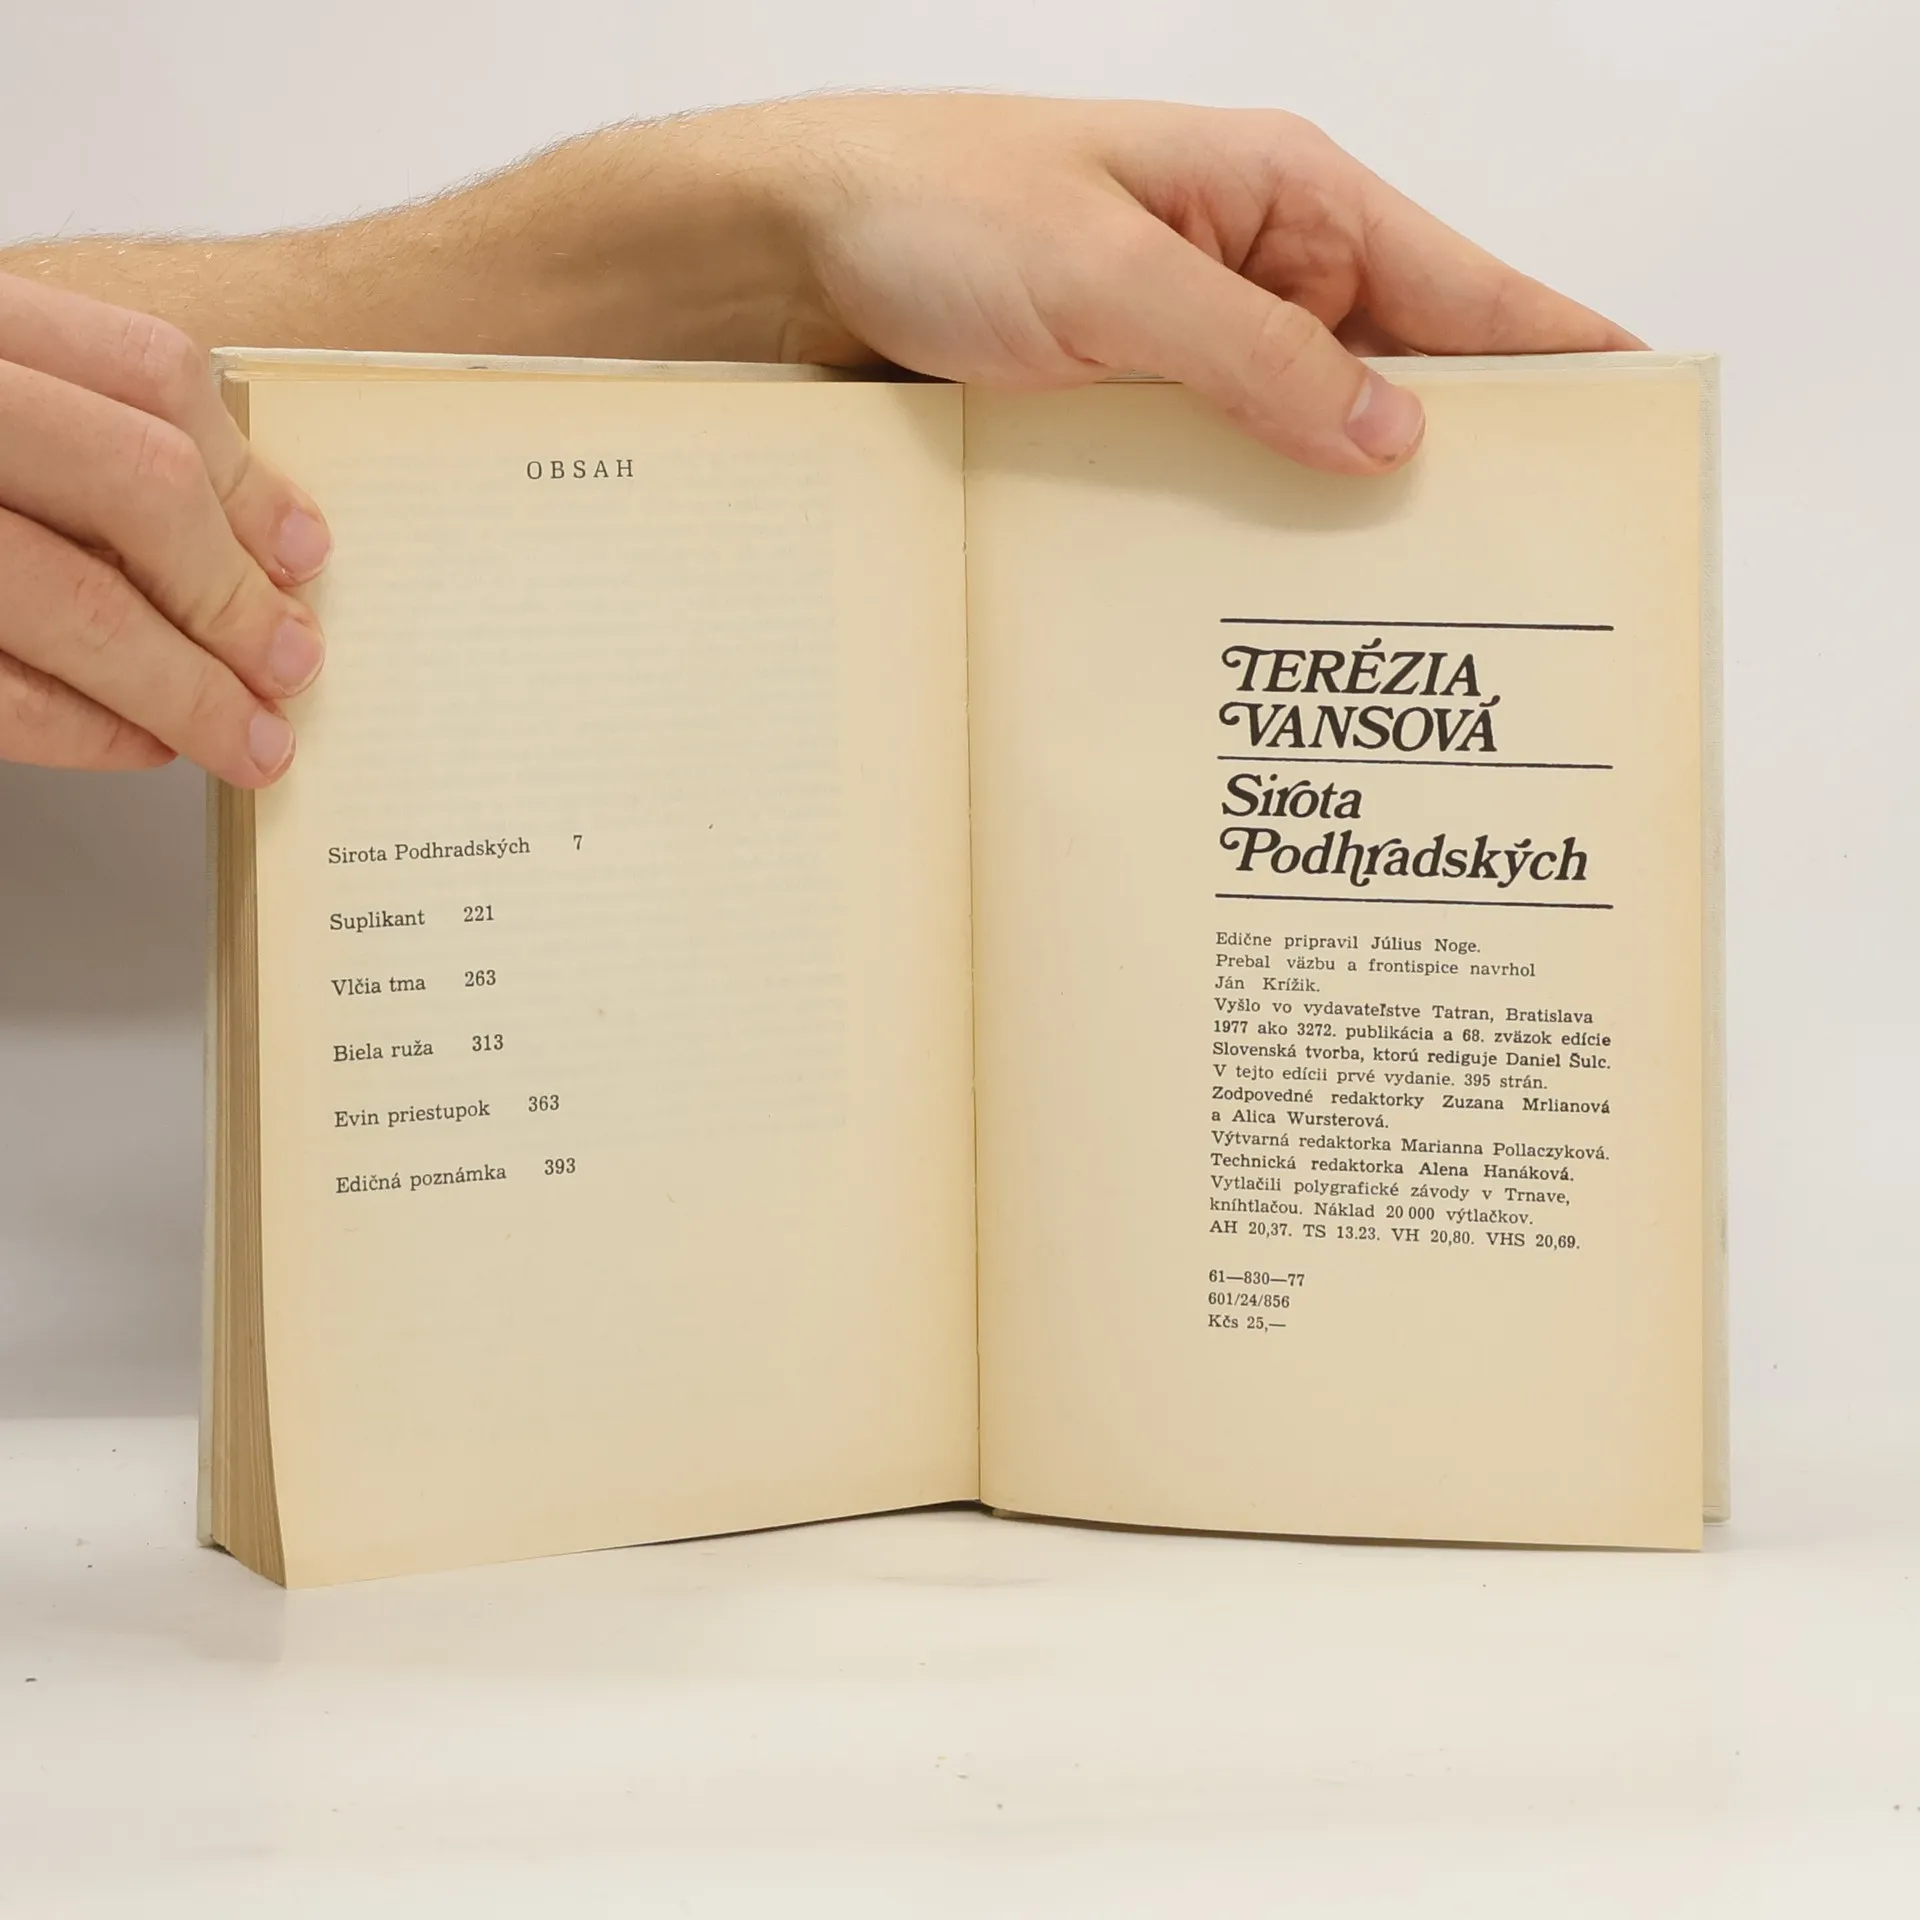 OBSAH
Sirota Podhradských 7
Suplikant 221
Vlčia tma 263
Biela ruža 313
Evin priestupok 363
Edičná poznámka 393
TERÉZIA
VANSOVÁ
Sirota
Podhradských
Edične pripravil Július Noge.
Prebal väzbu a frontispice navrhol
Ján Krížik.
Vyšlo vo vydavateľstve Tatran, Bratislava
1977 ako 3272. publikácia a 68. zväzok edície
Slovenská tvorba, ktorú rediguje Daniel Šulc.
V tejto edícii prvé vydanie. 395 strán.
Zodpovedné redaktorky Zuzana Mrlianová
a Alica Wursterová.
Výtvarná redaktorka Marianna Pollaczyková.
Technická redaktorka Alena Hanáková.
Vytlačili polygrafické závody v Trnave,
kníhtlačou. Náklad 20 000 výtlačkov.
AH 20,37. TS 13.23. VH 20,80. VHS 20,69.
61—830—77
601/24/856
Kčs 25,—